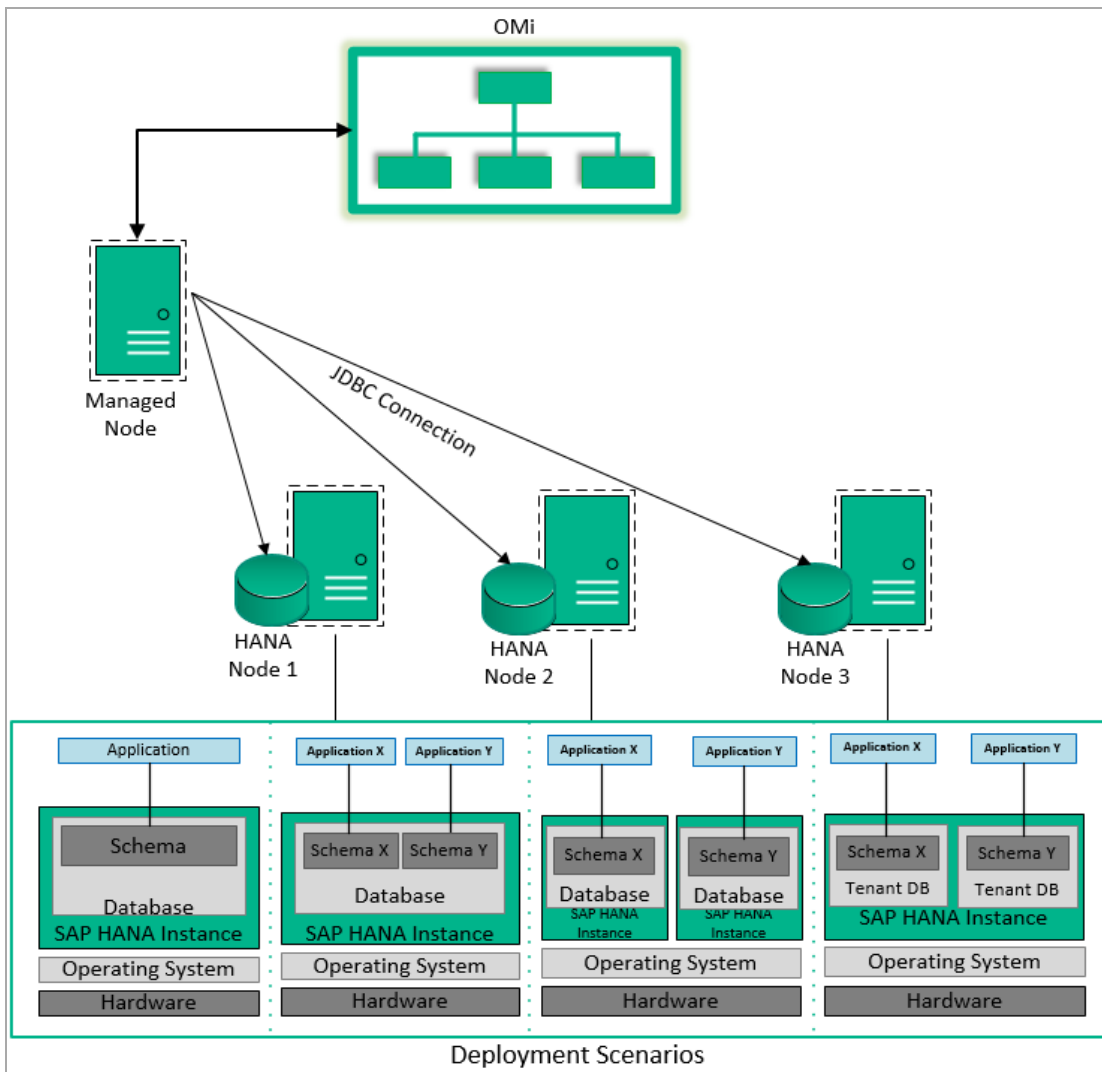 OMi
Managed
Node
JDBC Connection
HANA
Node 1
HANA
Node 2
HANA
Node 3
Application
Schema
Database
SAP HANA Instance
Operating System
Hardware
Application X
Application Y
Schema X
Schema Y
Database
SAP HANA Instance
Operating System
Hardware
Application X
Application Y
Schema X
Database
SAP HANA
Instance
Schema Y
Database
SAP HANA
Instance
Operating System
Hardware
Application X
Application Y
Schema X
Tenant DB
Schema Y
Tenant DB
SAP HANA Instance
Operating System
Hardware
Deployment Scenarios